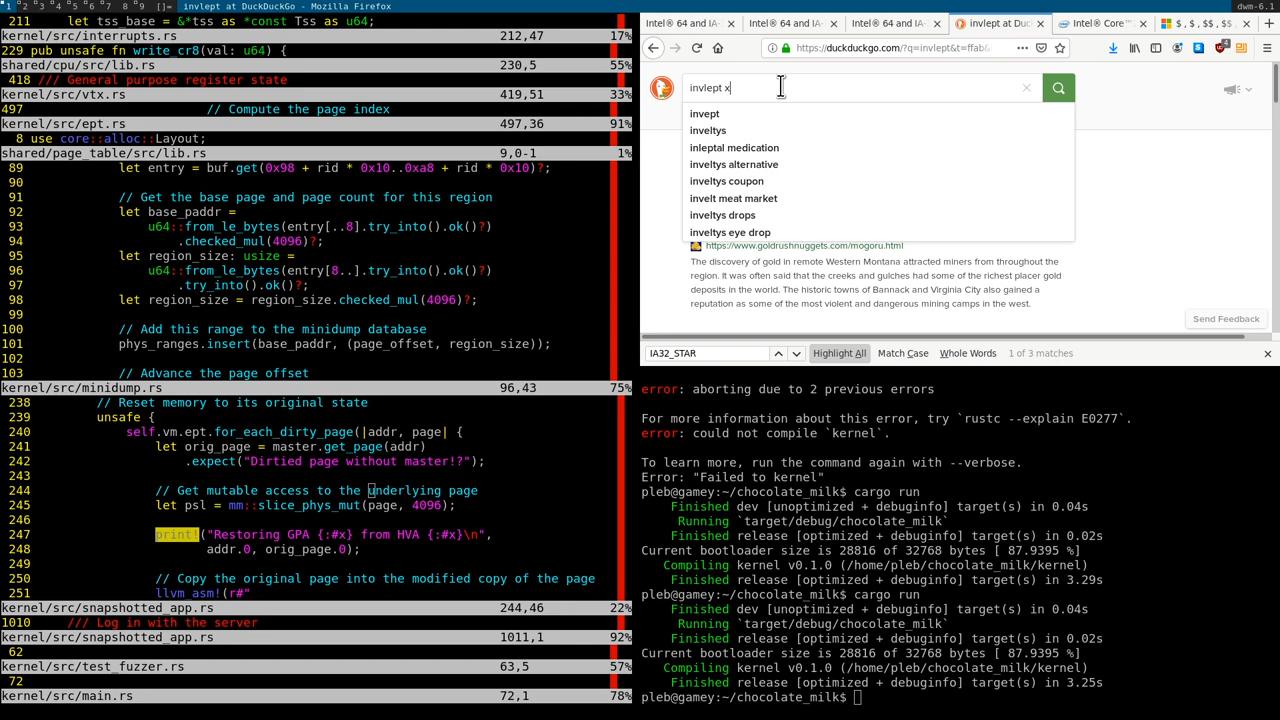 1 2 3 4 5 6 7 8 9 []= invlept at DuckDuckGo - Mozilla Firefox dwm-6.1
211 let tss_base = &*tss as *const Tss as u64;
kernel/src/interrupts.rs 212,47 17%
229 pub unsafe fn write_cr8(val: u64) {
shared/cpu/src/lib.rs 230,5 55%
418 /// General purpose register state
kernel/src/vtx.rs 419,51 33%
497 // Compute the page index
kernel/src/ept.rs 497,36 91%
8 use core::alloc::Layout;
shared/page_table/src/lib.rs 9,0-1 1%
89 let entry = buf.get(0x98 + rid * 0x10..0xa8 + rid * 0x10)?;
90
91 // Get the base page and page count for this region
92 let base_paddr =
93 u64::from_le_bytes(entry[..8].try_into().ok()?)
94 .checked_mul(4096)?;
95 let region_size: usize =
96 u64::from_le_bytes(entry[8..].try_into().ok()?)
97 .try_into().ok()?;
98 let region_size = region_size.checked_mul(4096)?;
99
100 // Add this range to the minidump database
101 phys_ranges.insert(base_paddr, (page_offset, region_size));
102
103 // Advance the page offset
kernel/src/minidump.rs 96,43 75%
238 // Reset memory to its original state
239 unsafe {
240 self.vm.ept.for_each_dirty_page(|addr, page| {
241 let orig_page = master.get_page(addr)
242 .expect("Dirtied page without master!?");
243
244 // Get mutable access to the underlying page
245 let psl = mm::slice_phys_mut(page, 4096);
246
247 print!("Restoring GPA {:#x} from HVA {:#x}\n",
248 addr.0, orig_page.0);
249
250 // Copy the original page into the modified copy of the page
251 llvm_asm!(r#"
kernel/src/snapshotted_app.rs 244,46 22%
1010 /// Log in with the server
kernel/src/snapshotted_app.rs 1011,1 92%
62
kernel/src/test_fuzzer.rs 63,5 57%
72
kernel/src/main.rs 72,1 78%
Intel® 64 and IA- Intel® 64 and IA- Intel® 64 and IA- invlept at Duc Intel® Core™ $ , $ , $$ , $$
https://duckduckgo.com/?q=invlept&t=ffab& 4
invlept x
invept
inveltys
inleptal medication
inveltys alternative
inveltys coupon
invelt meat market
inveltys drops
inveltys eye drop
https://www.goldrushnuggets.com/mogoru.html
The discovery of gold in remote Western Montana attracted miners from throughout the
region. It was often said that the creeks and gulches had some of the richest placer gold
deposits in the world. The historic towns of Bannack and Virginia City also gained a
reputation as some of the most violent and dangerous mining camps in the west.
Send Feedback
IA32_STAR Highlight All Match Case Whole Words 1 of 3 matches
error: aborting due to 2 previous errors
For more information about this error, try `rustc --explain E0277`.
error: could not compile `kernel`.
To learn more, run the command again with --verbose.
Error: "Failed to kernel"
pleb@gamey:~/chocolate_milk$ cargo run
Finished dev [unoptimized + debuginfo] target(s) in 0.04s
Running `target/debug/chocolate_milk`
Finished release [optimized + debuginfo] target(s) in 0.02s
Current bootloader size is 28816 of 32768 bytes [ 87.9395 %]
Compiling kernel v0.1.0 (/home/pleb/chocolate_milk/kernel)
Finished release [optimized + debuginfo] target(s) in 3.29s
pleb@gamey:~/chocolate_milk$ cargo run
Finished dev [unoptimized + debuginfo] target(s) in 0.04s
Running `target/debug/chocolate_milk`
Finished release [optimized + debuginfo] target(s) in 0.02s
Current bootloader size is 28816 of 32768 bytes [ 87.9395 %]
Compiling kernel v0.1.0 (/home/pleb/chocolate_milk/kernel)
Finished release [optimized + debuginfo] target(s) in 3.25s
pleb@gamey:~/chocolate_milk$